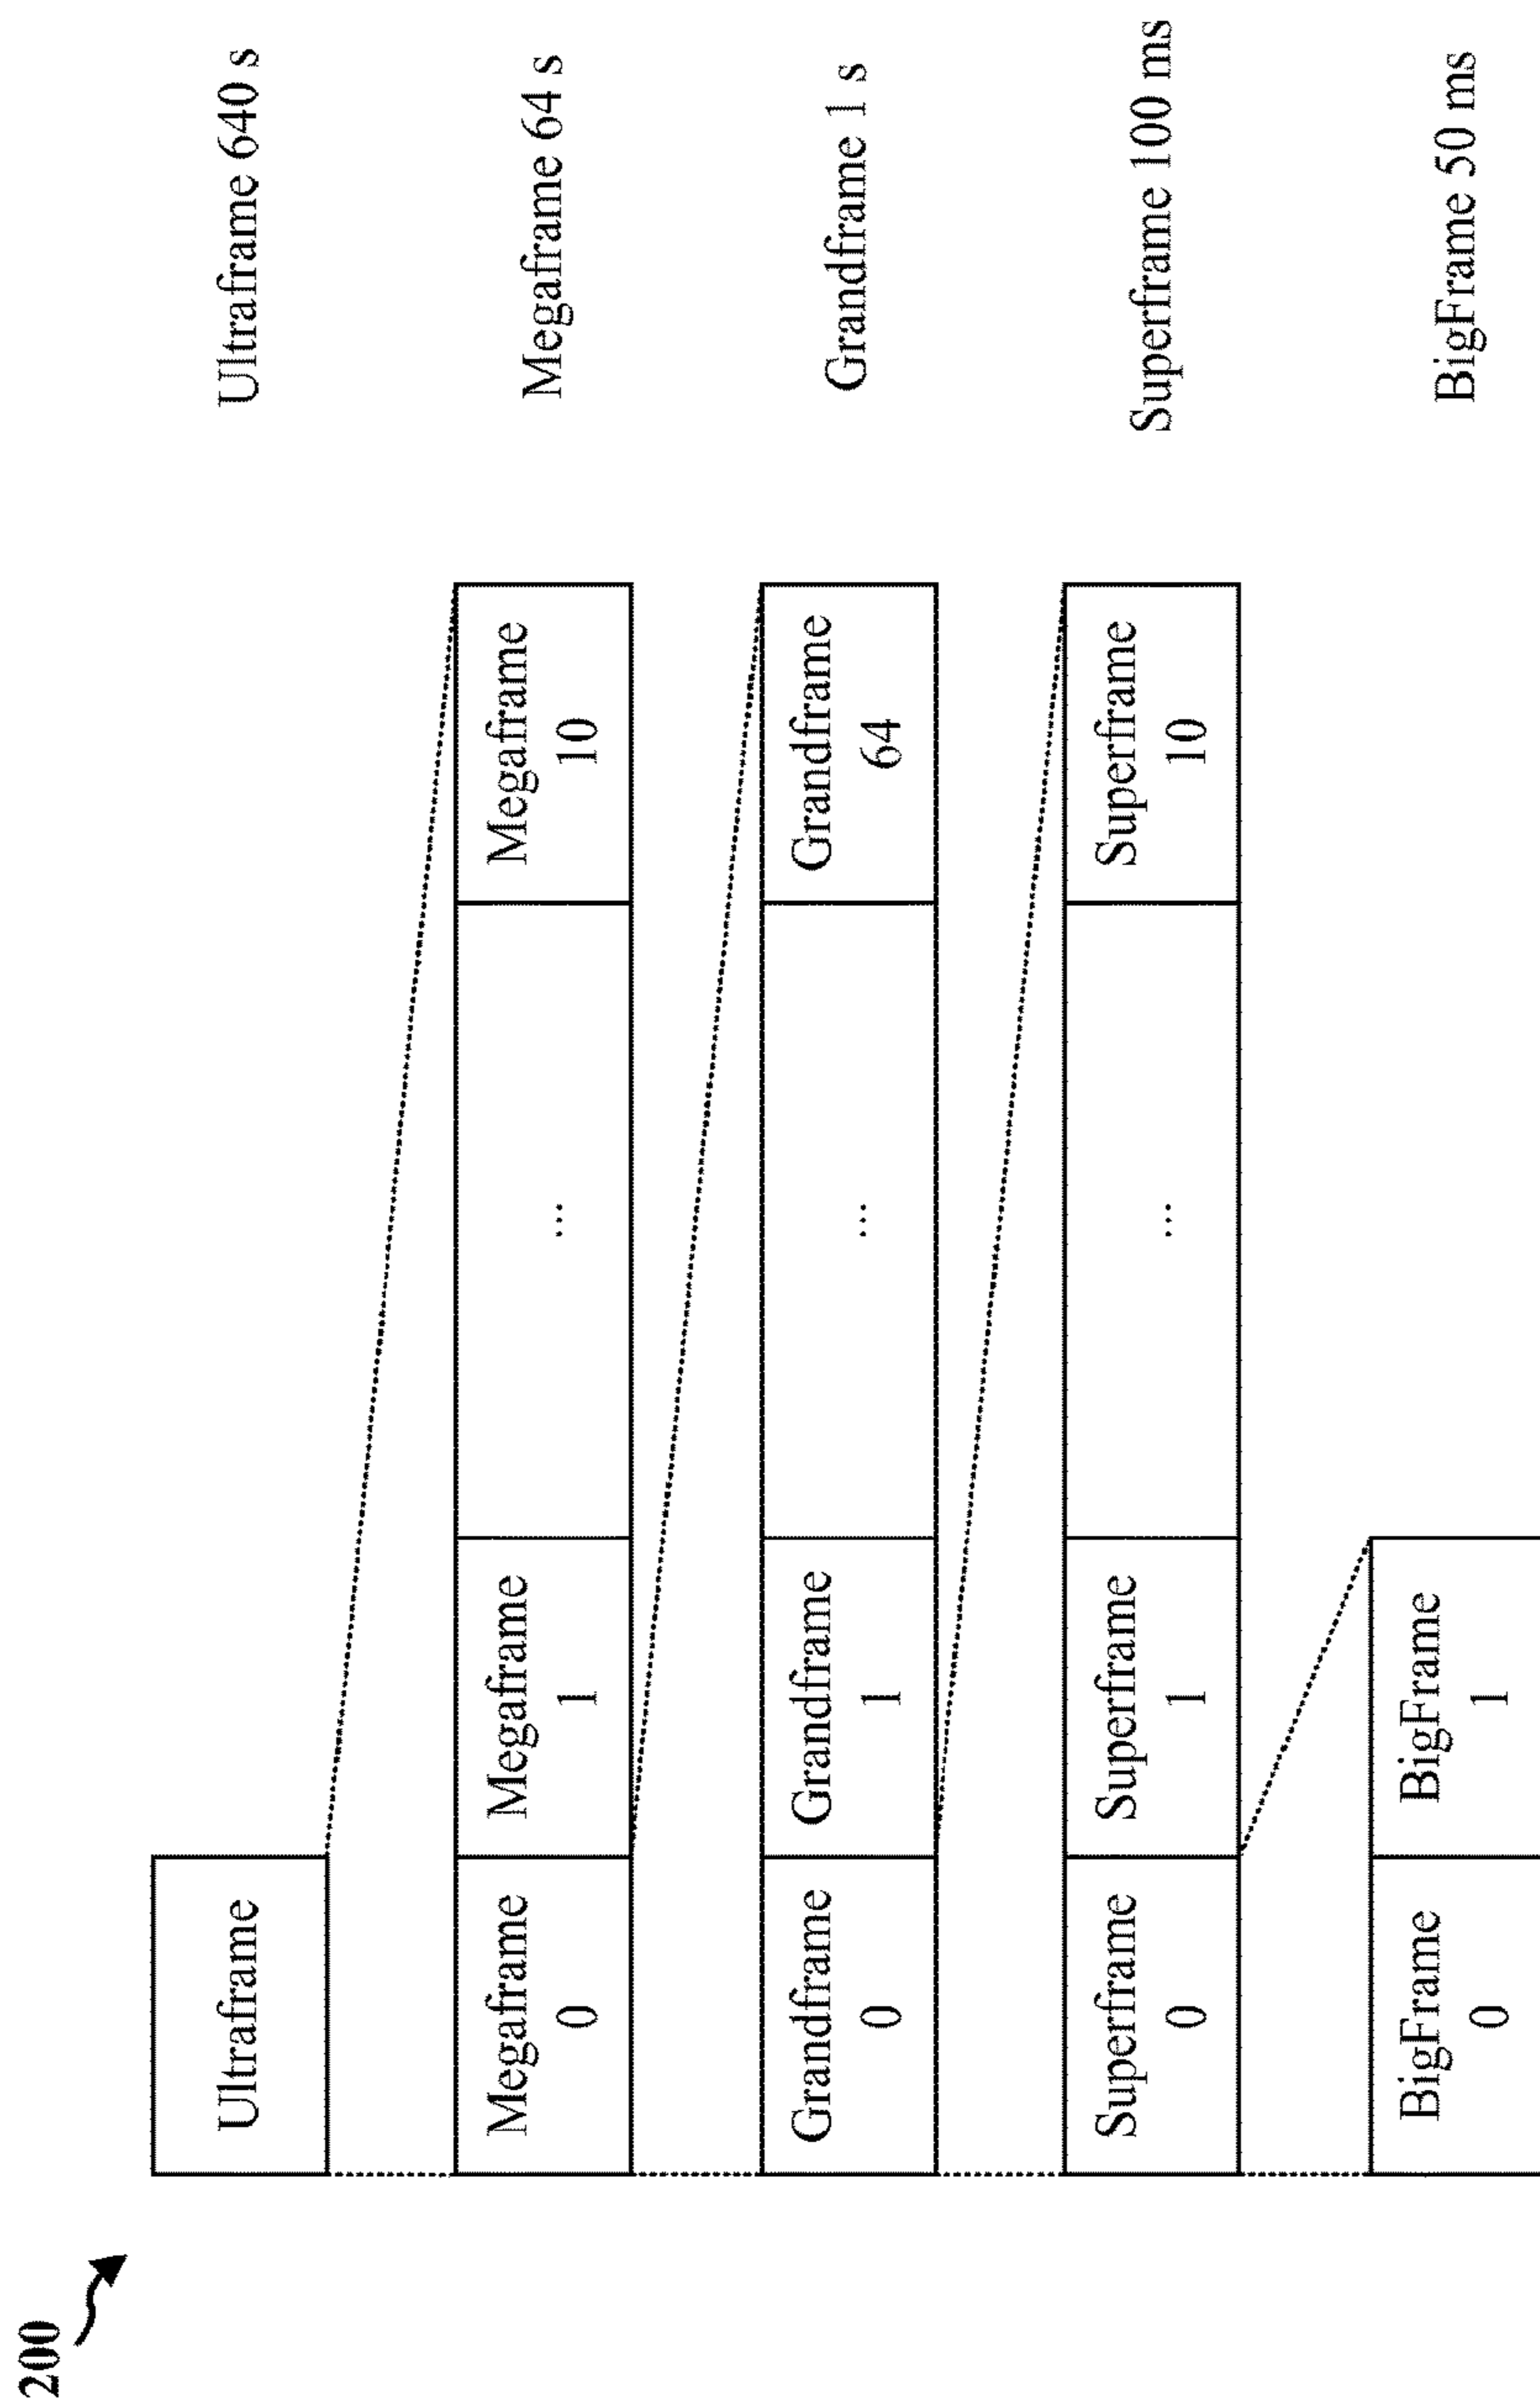 200
Ultraframe
Ultraframe 640 s
Megaframe
0
Megaframe
1
...
Megaframe
10
Megaframe 64 s
Grandframe
0
Grandframe
1
...
Grandframe
64
Grandframe 1 s
Superframe
0
Superframe
1
...
Superframe
10
Superframe 100 ms
BigFrame
0
BigFrame
1
BigFrame 50 ms